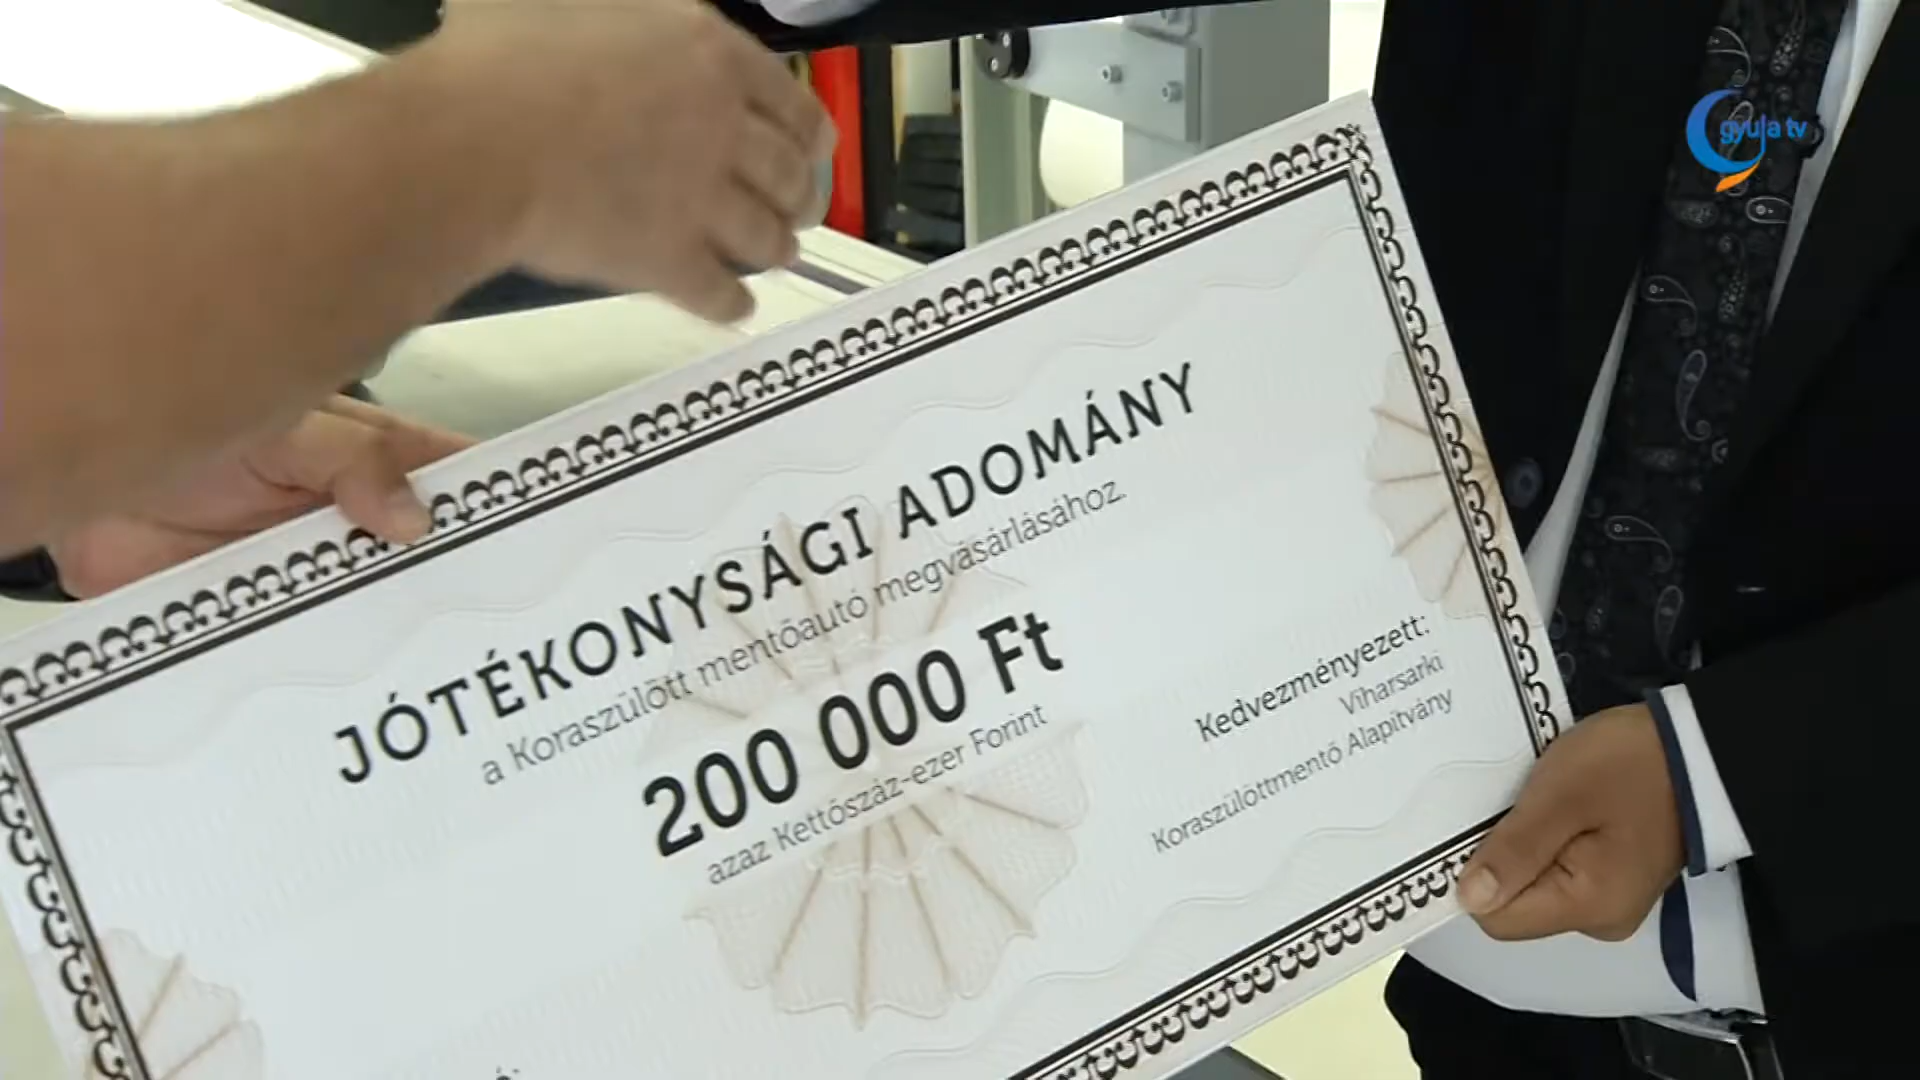 gyula tv
JÓTÉKONYSÁGI ADOMÁNY
a Koraszülött mentőautó megvásárlásához.
200 000 Ft
azaz Kettőszáz-ezer Forint
Kedvezményezett:
Viharsarki
Koraszülöttmentő Alapítvány